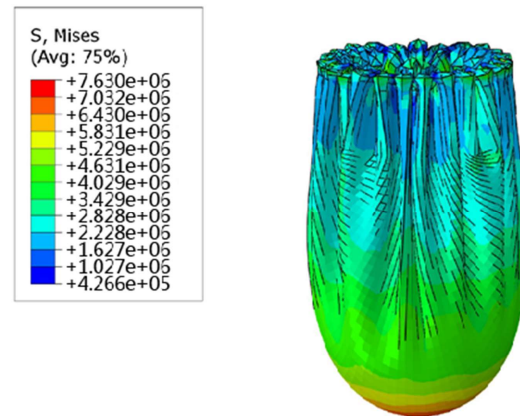 S, Mises
(Avg: 75%)
+7.630e+06
+7.032e+06
+6.430e+06
+5.831e+06
+5.229e+06
+4.631e+06
+4.029e+06
+3.429e+06
+2.828e+06
+2.228e+06
+1.627e+06
+1.027e+06
+4.266e+05